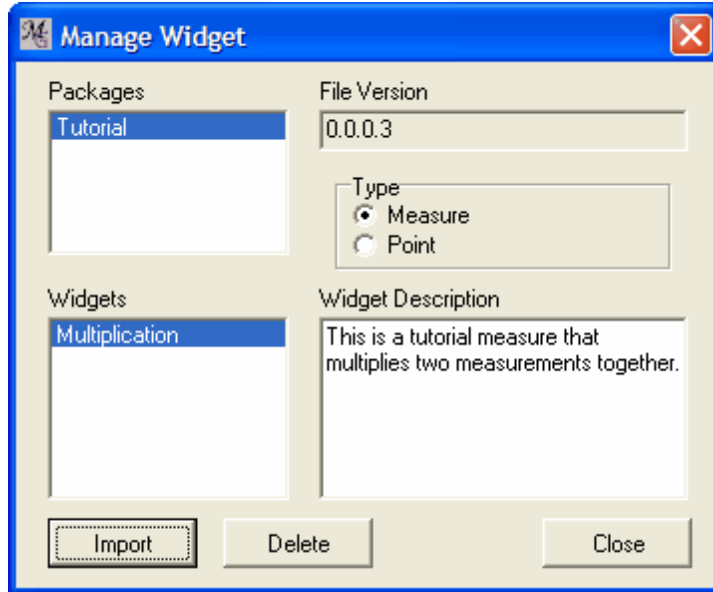 Manage Widget
Packages
Tutorial
File Version
0.0.0.3
Type
Measure
Point
Widgets
Multiplication
Widget Description
This is a tutorial measure that
multiplies two measurements together.
Import
Delete
Close